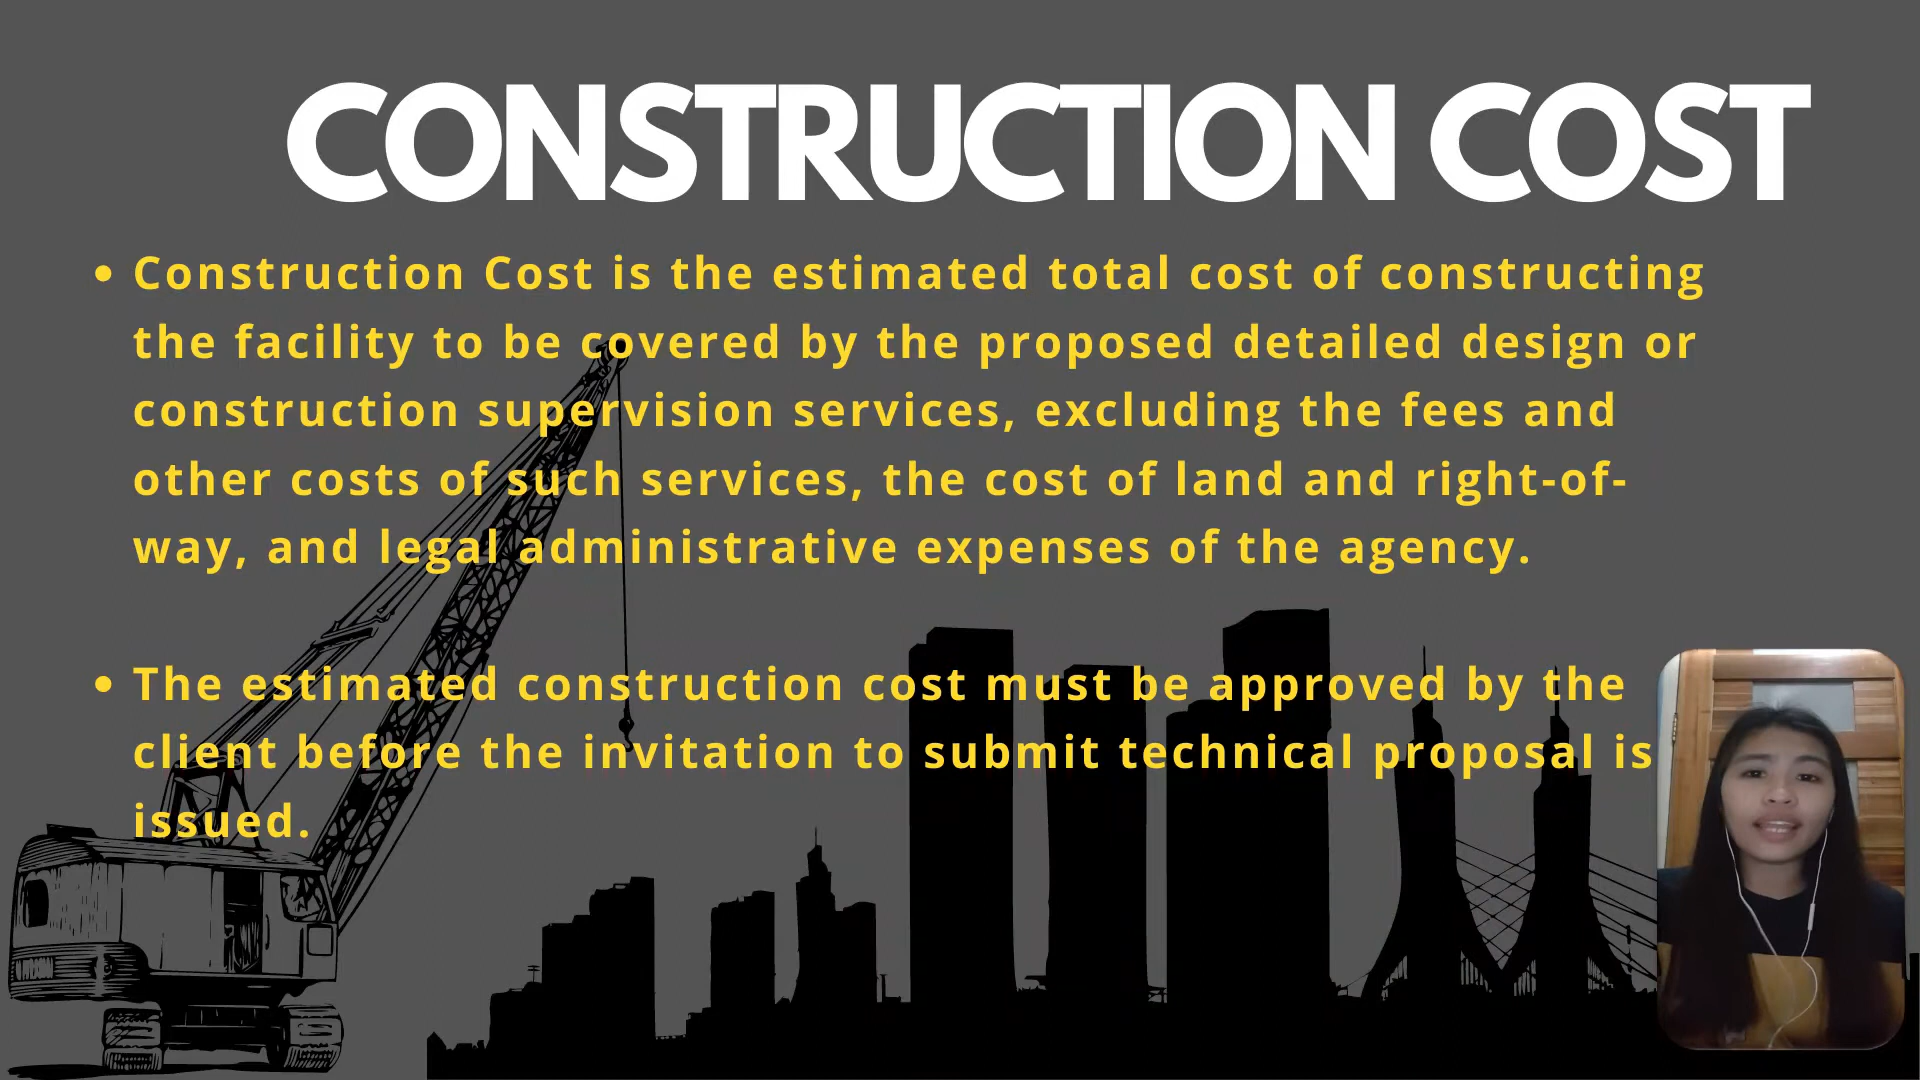 CONSTRUCTION COST
• Construction Cost is the estimated total cost of constructing
the facility to be covered by the proposed detailed design or
construction supervision services, excluding the fees and
other costs of such services, the cost of land and right-of-
way, and legal administrative expenses of the agency.
• The estimated construction cost must be approved by the
client before the invitation to submit technical proposal is
issued.